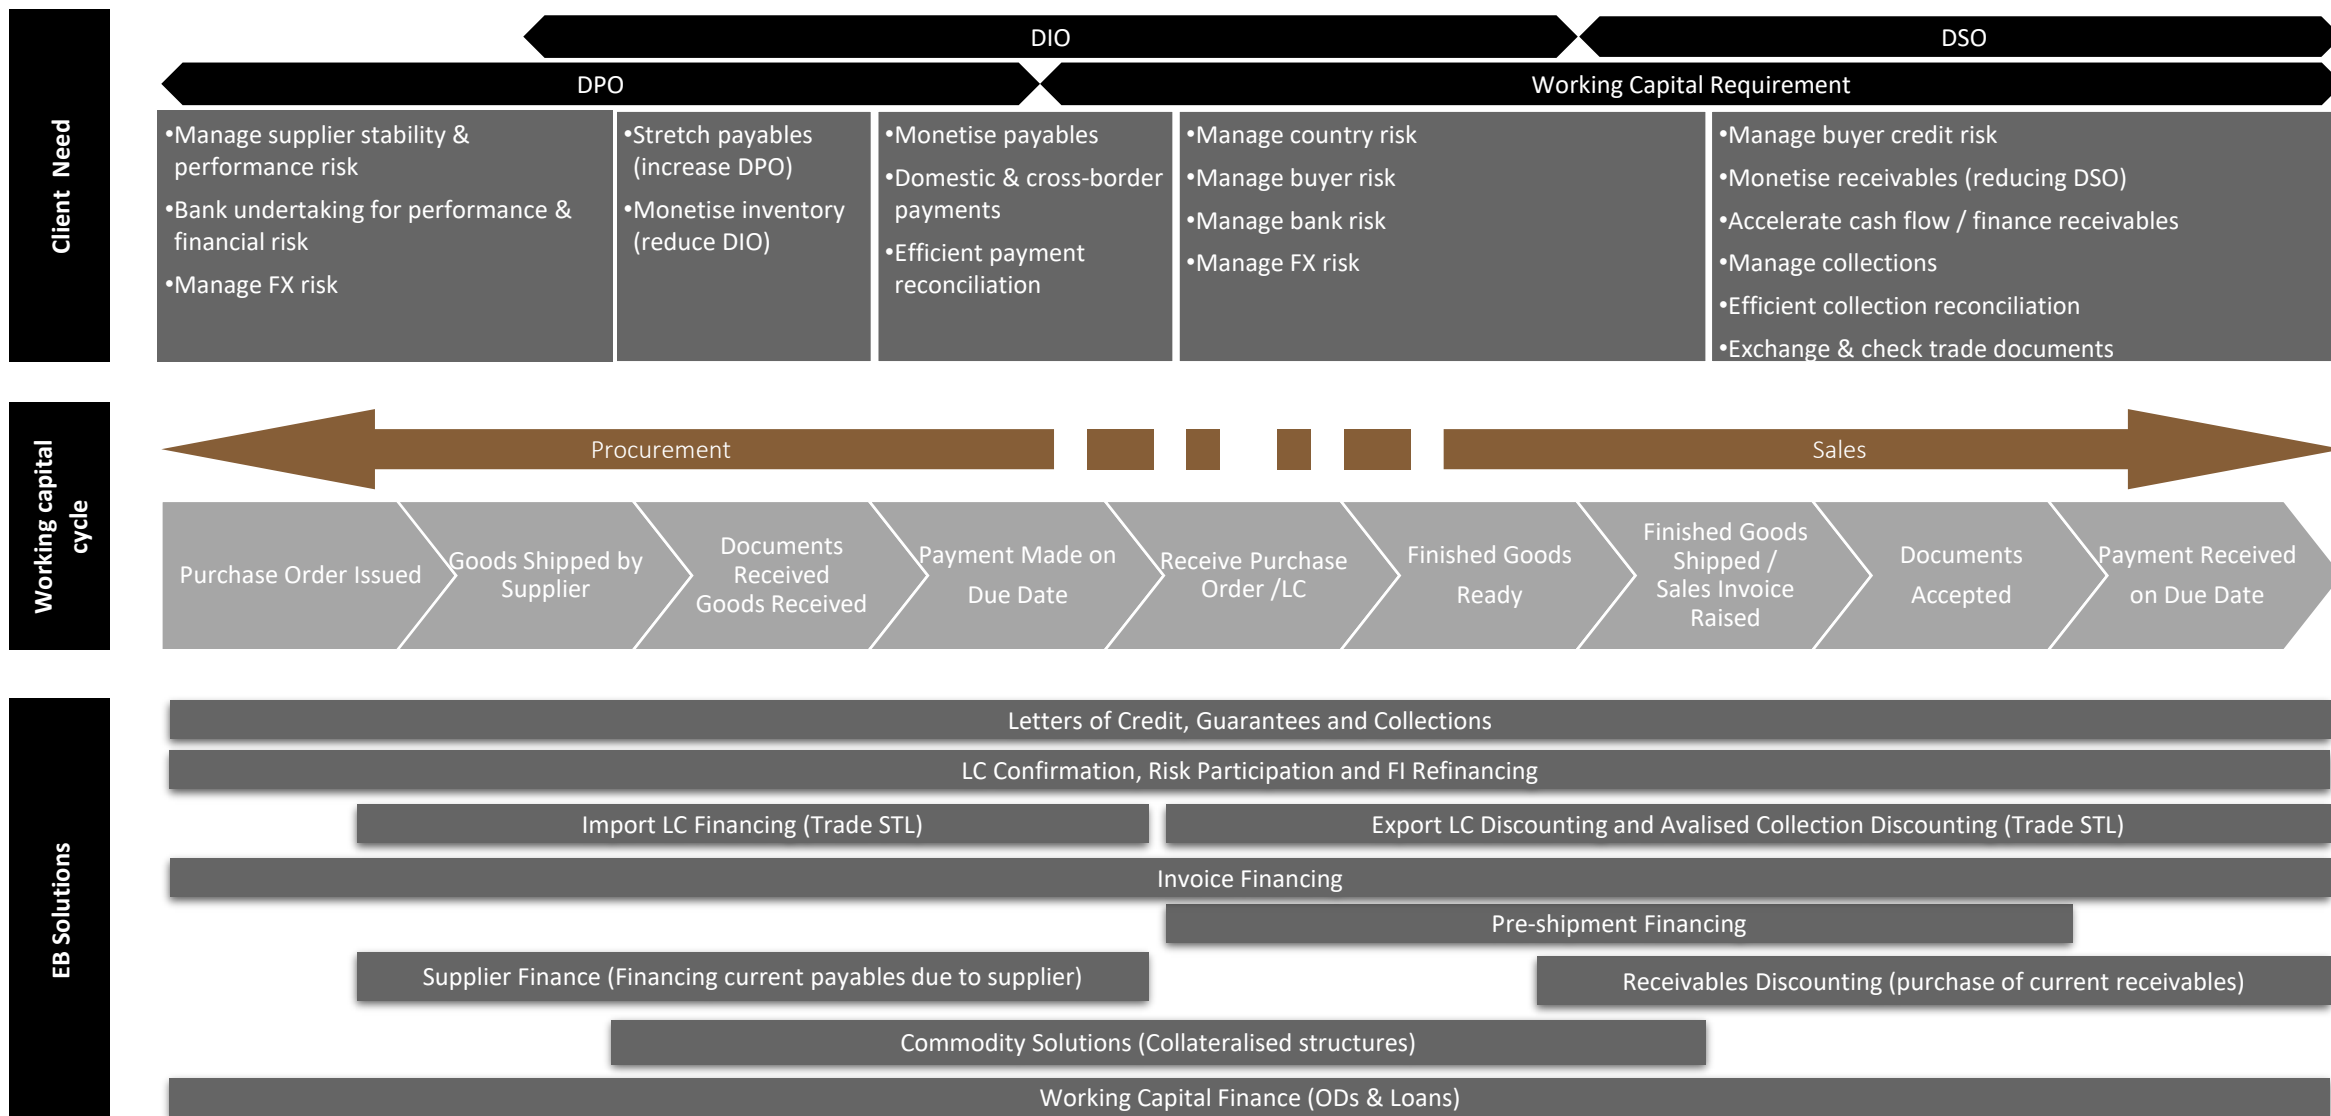 Client Need
DIO
DSO
DPO
Working Capital Requirement
•Manage supplier stability &
performance risk
•Bank undertaking for performance &
financial risk
•Manage FX risk
•Stretch payables
(increase DPO)
•Monetise inventory
(reduce DIO)
•Monetise payables
•Domestic & cross-border
payments
•Efficient payment
reconciliation
•Manage country risk
•Manage buyer risk
•Manage bank risk
•Manage FX risk
•Manage buyer credit risk
•Monetise receivables (reducing DSO)
•Accelerate cash flow / finance receivables
•Manage collections
•Efficient collection reconciliation
•Exchange & check trade documents
Working capital
cycle
Procurement
Sales
Purchase Order Issued
Goods Shipped by
Supplier
Documents
Received
Goods Received
Payment Made on
Due Date
Receive Purchase
Order /LC
Finished Goods
Ready
Finished Goods
Shipped /
Sales Invoice
Raised
Documents
Accepted
Payment Received
on Due Date
EB Solutions
Letters of Credit, Guarantees and Collections
LC Confirmation, Risk Participation and FI Refinancing
Import LC Financing (Trade STL)
Export LC Discounting and Avalised Collection Discounting (Trade STL)
Invoice Financing
Pre-shipment Financing
Supplier Finance (Financing current payables due to supplier)
Receivables Discounting (purchase of current receivables)
Commodity Solutions (Collateralised structures)
Working Capital Finance (ODs & Loans)